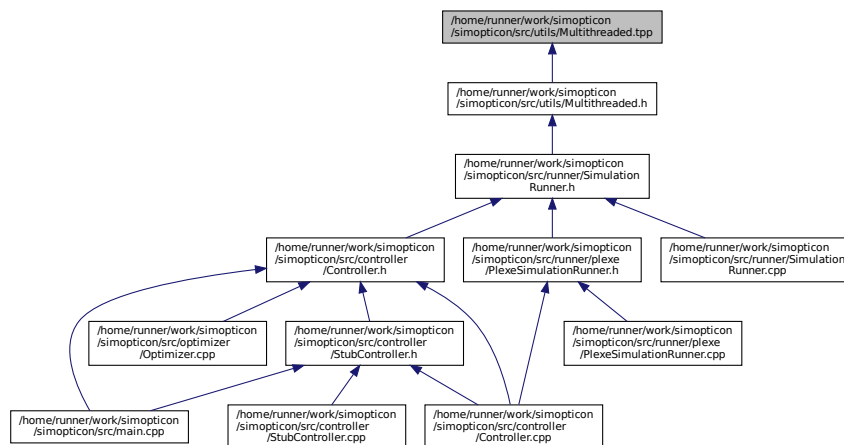 /home/runner/work/simopticon
/simopticon/src/utils/Multithreaded.tpp
/home/runner/work/simopticon
/simopticon/src/utils/Multithreaded.h
/home/runner/work/simopticon
/simopticon/src/runner/Simulation
Runner.h
/home/runner/work/simopticon
/simopticon/src/controller
/Controller.h
/home/runner/work/simopticon
/simopticon/src/runner/plexe
/PlexeSimulationRunner.h
/home/runner/work/simopticon
/simopticon/src/runner/Simulation
Runner.cpp
/home/runner/work/simopticon
/simopticon/src/optimizer
/Optimizer.cpp
/home/runner/work/simopticon
/simopticon/src/controller
/StubController.h
/home/runner/work/simopticon
/simopticon/src/runner/plexe
/PlexeSimulationRunner.cpp
/home/runner/work/simopticon
/simopticon/src/main.cpp
/home/runner/work/simopticon
/simopticon/src/controller
/StubController.cpp
/home/runner/work/simopticon
/simopticon/src/controller
/Controller.cpp